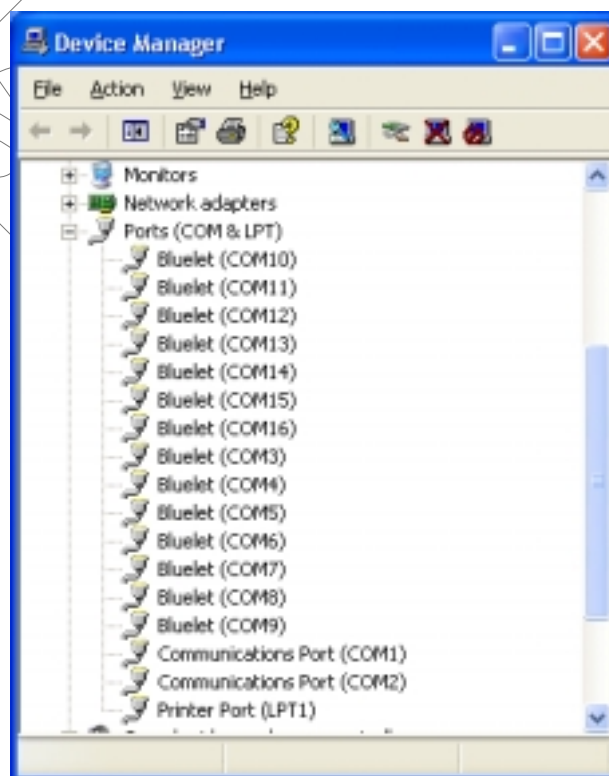 Device Manager
File Action View Help
Monitors
Network adapters
Ports (COM & LPT)
Bluelet (COM10)
Bluelet (COM11)
Bluelet (COM12)
Bluelet (COM13)
Bluelet (COM14)
Bluelet (COM15)
Bluelet (COM16)
Bluelet (COM3)
Bluelet (COM4)
Bluelet (COM5)
Bluelet (COM6)
Bluelet (COM7)
Bluelet (COM8)
Bluelet (COM9)
Communications Port (COM1)
Communications Port (COM2)
Printer Port (LPT1)